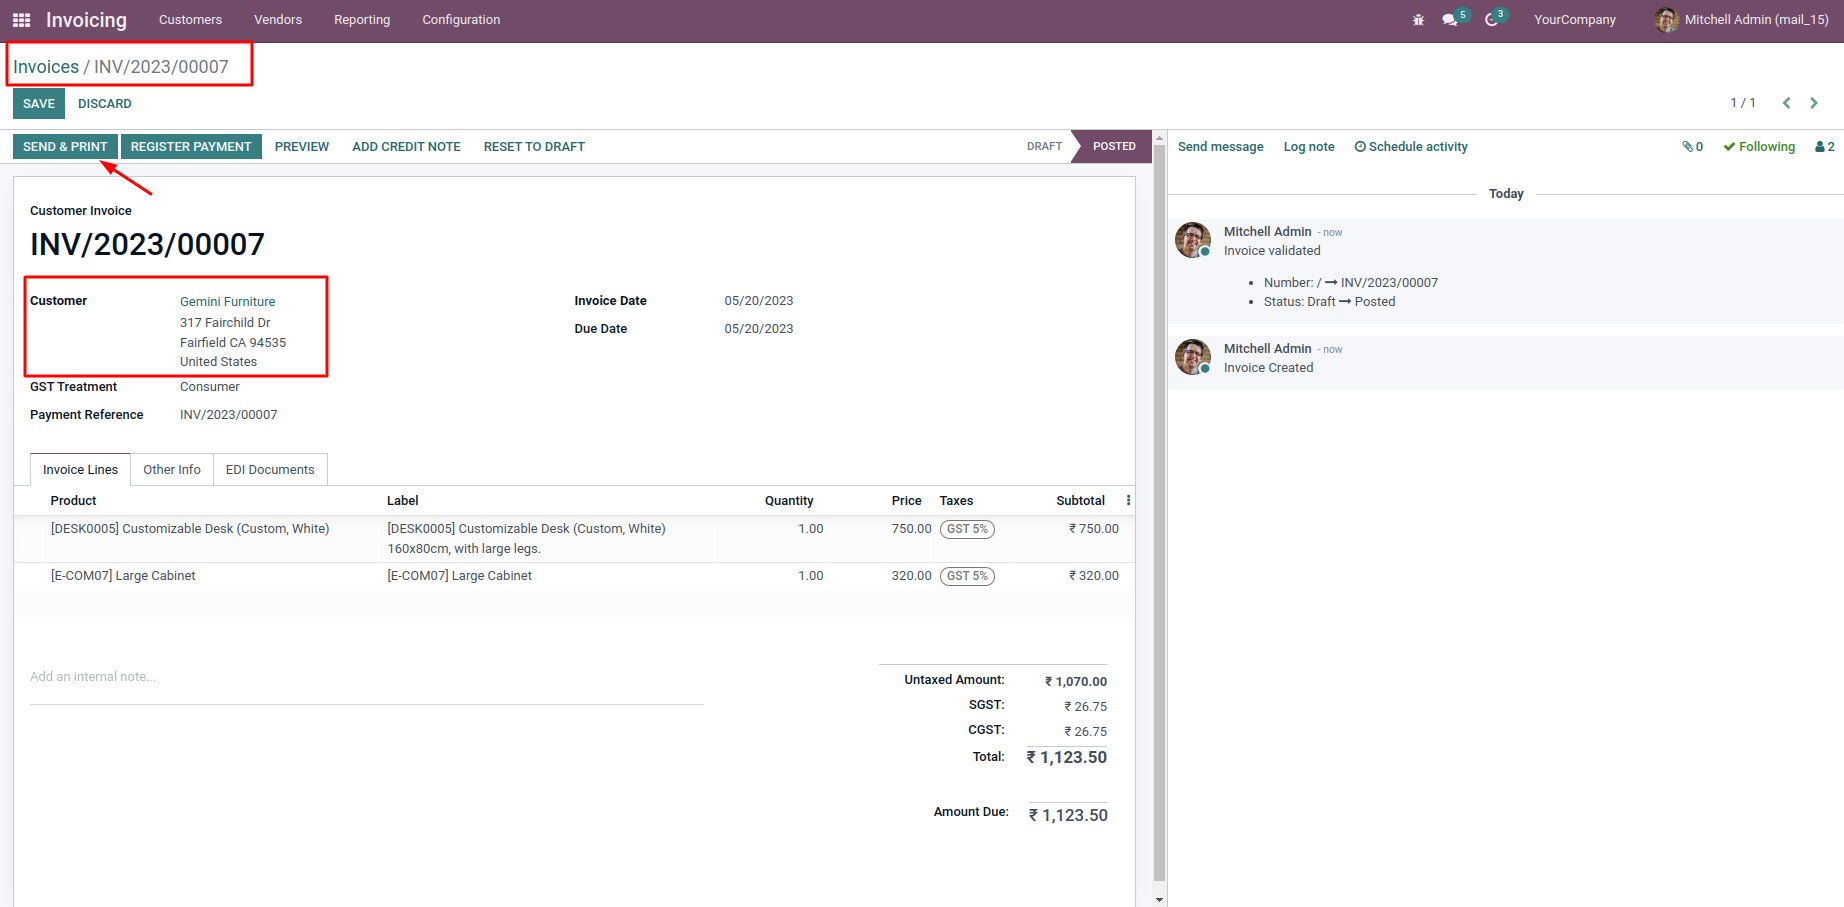 Invoicing Customers Vendors Reporting Configuration 5 3 YourCompany Mitchell Admin (mail_15)
Invoices / INV/2023/00007
SAVE DISCARD 1 / 1
SEND & PRINT REGISTER PAYMENT PREVIEW ADD CREDIT NOTE RESET TO DRAFT DRAFT POSTED
Send message Log note Schedule activity 0 Following 2
Customer Invoice
INV/2023/00007
Customer Gemini Furniture
317 Fairchild Dr
Fairfield CA 94535
United States
Invoice Date 05/20/2023
Due Date 05/20/2023
GST Treatment Consumer
Payment Reference INV/2023/00007
Invoice Lines Other Info EDI Documents
Product Label Quantity Price Taxes Subtotal
[DESK0005] Customizable Desk (Custom, White) [DESK0005] Customizable Desk (Custom, White) 1.00 750.00 GST 5% ₹ 750.00
160x80cm, with large legs.
[E-COM07] Large Cabinet [E-COM07] Large Cabinet 1.00 320.00 GST 5% ₹ 320.00
Add an internal note...
Untaxed Amount: ₹ 1,070.00
SGST: ₹ 26.75
CGST: ₹ 26.75
Total: ₹ 1,123.50
Amount Due: ₹ 1,123.50
Today
Mitchell Admin - now
Invoice validated
• Number: / → INV/2023/00007
• Status: Draft → Posted
Mitchell Admin - now
Invoice Created